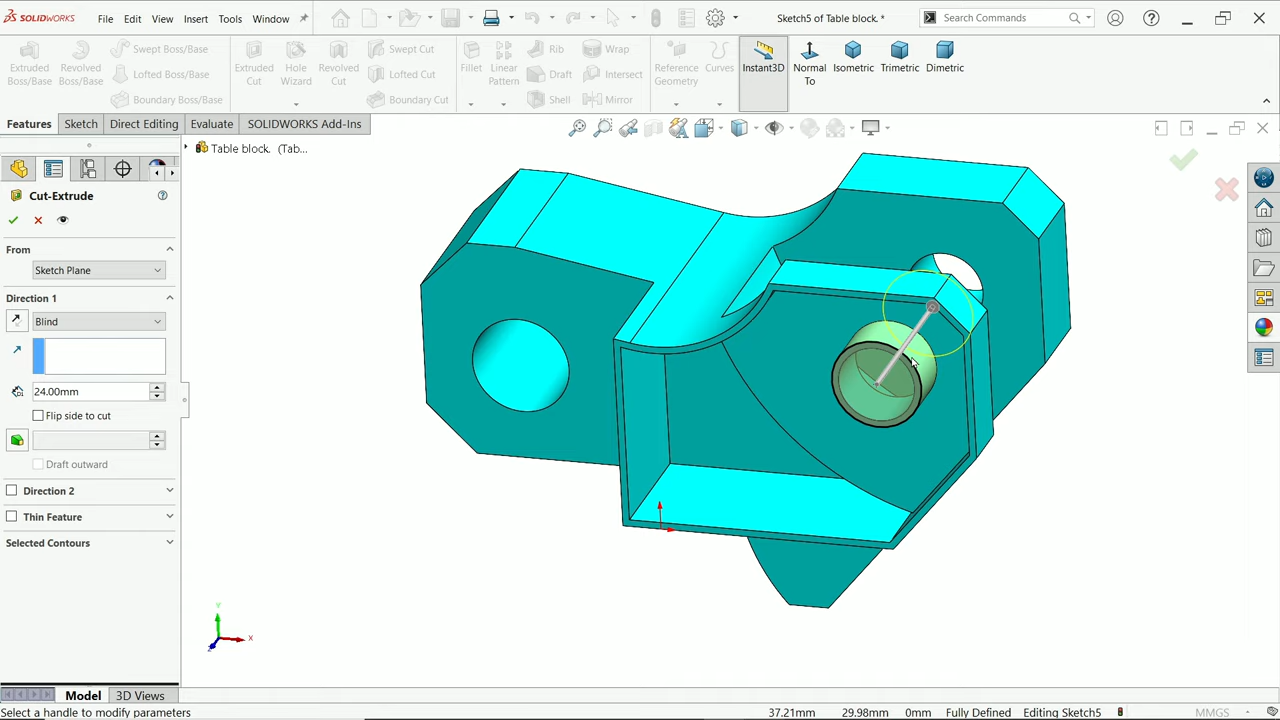 SOLIDWORKS File Edit View Insert Tools Window Sketch5 of Table block. * Search Commands
Extruded Boss/Base Revolved Boss/Base Swept Boss/Base Lofted Boss/Base Boundary Boss/Base Extruded Cut Hole Wizard Revolved Cut Swept Cut Lofted Cut Boundary Cut Fillet Linear Pattern Rib Draft Shell Wrap Intersect Mirror Reference Geometry Curves Instant3D Normal To Isometric Trimetric Dimetric
Features Sketch Direct Editing Evaluate SOLIDWORKS Add-Ins
Table block. (Tab...
Cut-Extrude
From
Sketch Plane
Direction 1
Blind
24.00mm
Flip side to cut
Draft outward
Direction 2
Thin Feature
Selected Contours
Y
X
Z
Model 3D Views
Select a handle to modify parameters 37.21mm 29.98mm 0mm Fully Defined Editing Sketch5 MMGS